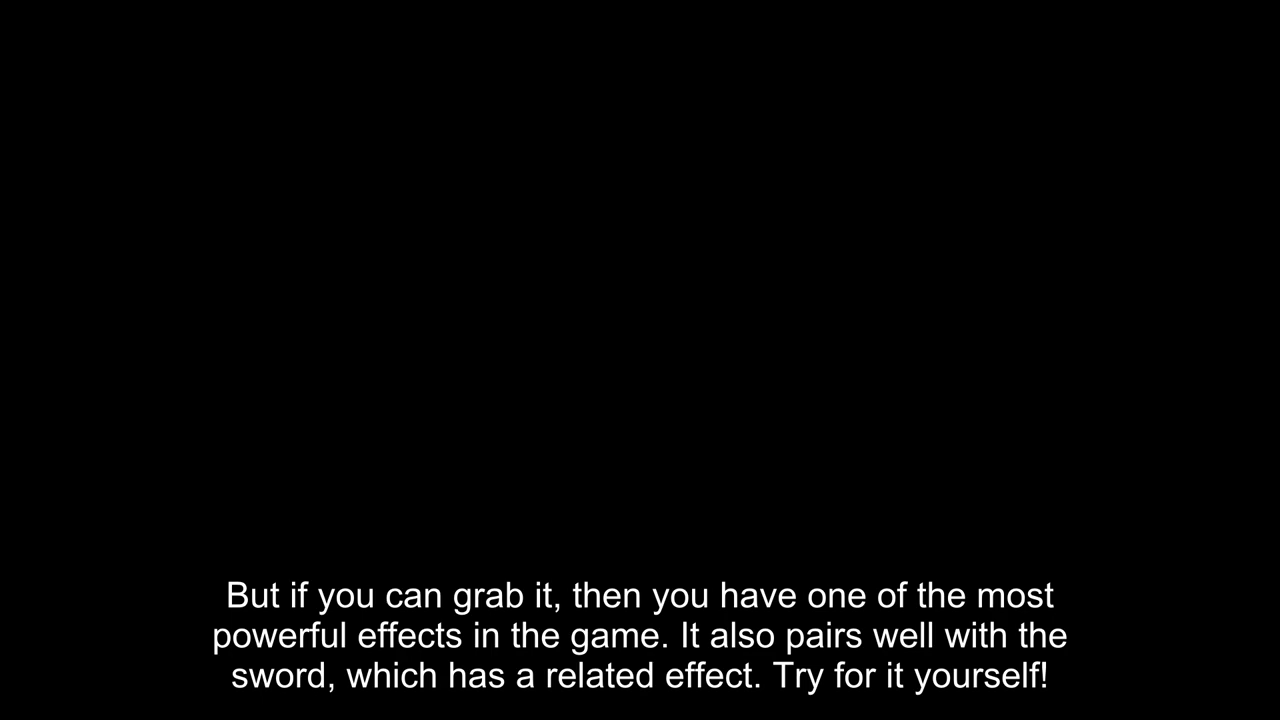 But if you can grab it, then you have one of the most
powerful effects in the game. It also pairs well with the
sword, which has a related effect. Try for it yourself!